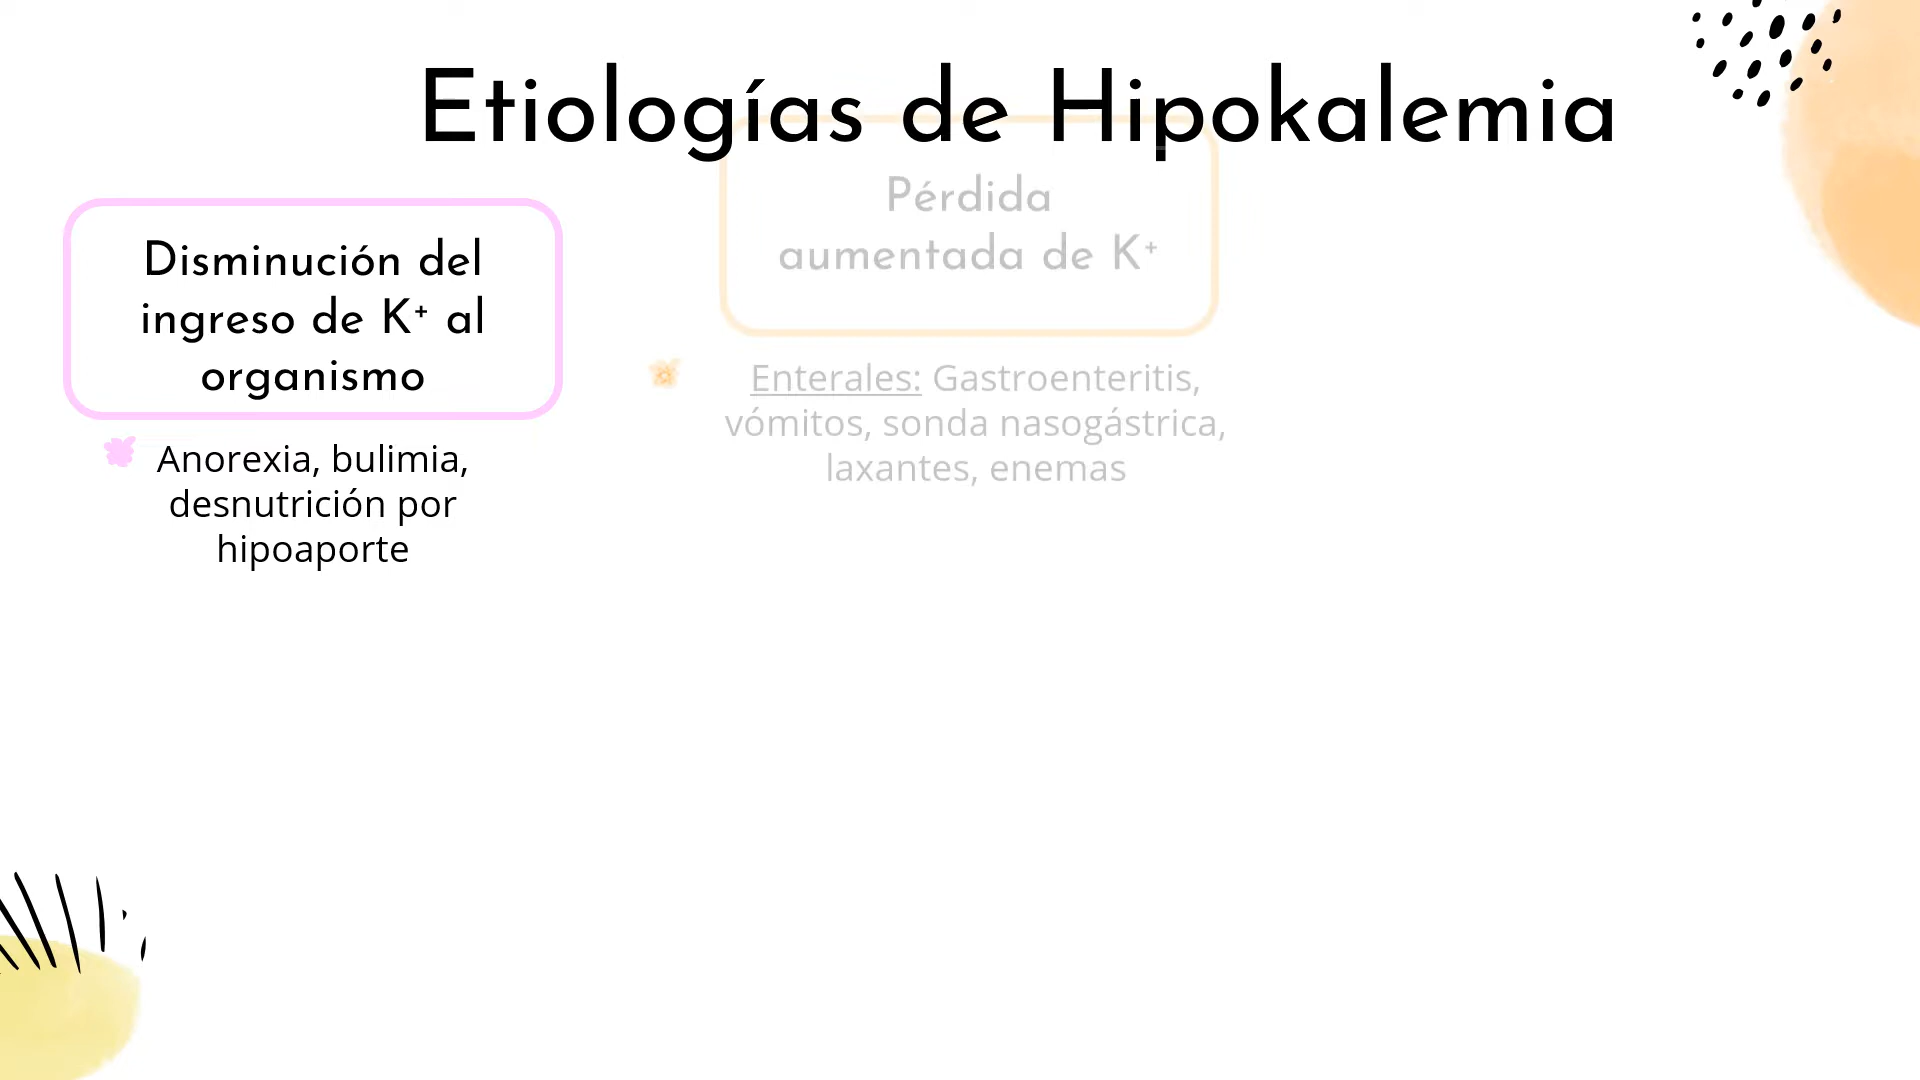 Etiologías de Hipokalemia
Disminución del
ingreso de K⁺ al
organismo
Anorexia, bulimia,
desnutrición por
hipoaporte
Pérdida
aumentada de K⁺
Enterales: Gastroenteritis,
vómitos, sonda nasogástrica,
laxantes, enemas